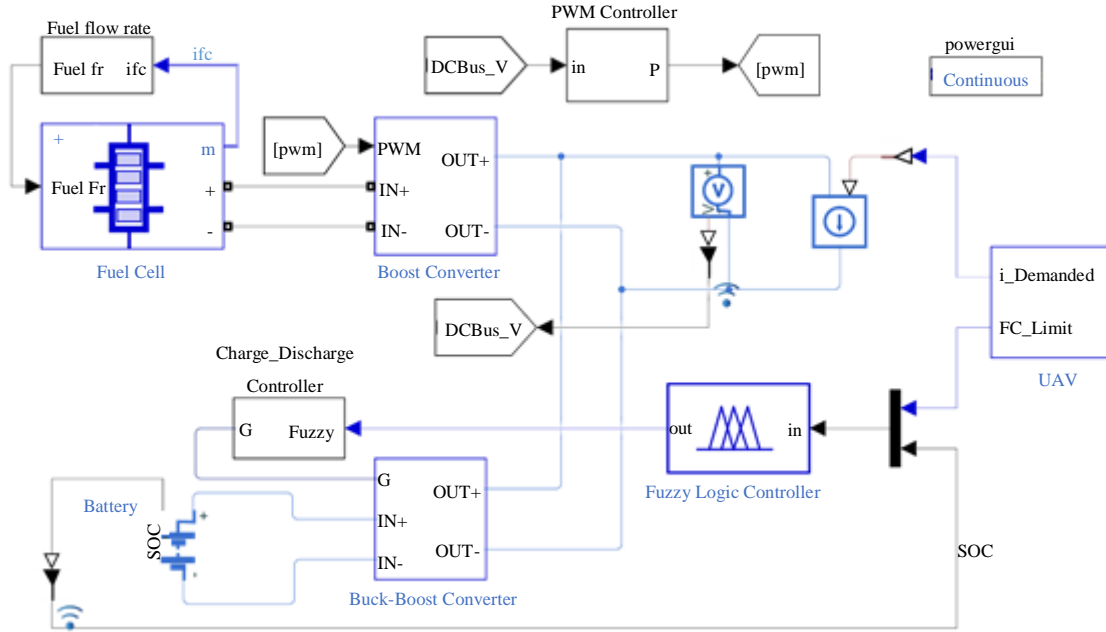 PWM Controller
Fuel flow rate
ifc
powergui
Fuel fr
ifc
DCBus_V
in
P
[pwm]
Continuous
+
m
[pwm]
PWM
OUT+
+
V
Fuel Fr
+
IN+
-
IN-
OUT-
V
Fuel Cell
Boost Converter
i_Demanded
DCBus_V
FC_Limit
Charge_Discharge
Controller
UAV
G
Fuzzy
out
in
G
OUT+
Fuzzy Logic Controller
Battery
+
IN+
SOC
OUT-
SOC
IN-
-
Buck-Boost Converter